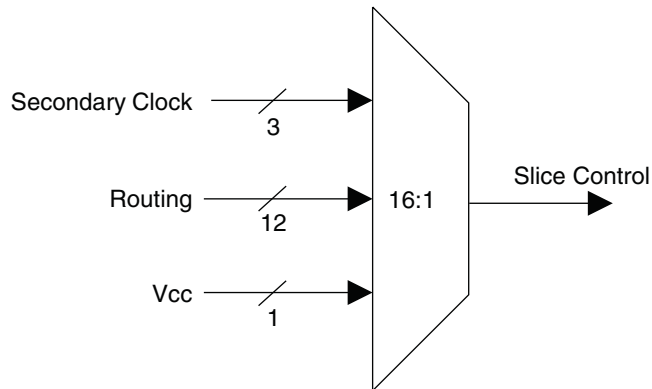 Secondary Clock
3
Routing
12
Vcc
1
16:1
Slice Control